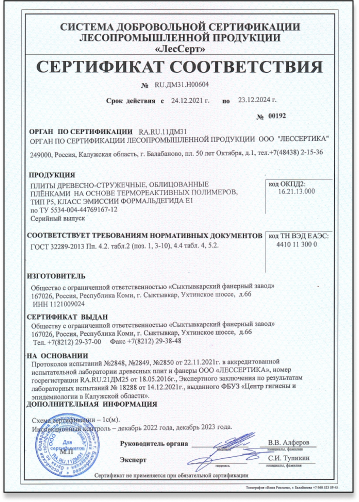 СИСТЕМА ДОБРОВОЛЬНОЙ СЕРТИФИКАЦИИ
ЛЕСОПРОМЫШЛЕННОЙ ПРОДУКЦИИ
«ЛесСерт»
СЕРТИФИКАТ СООТВЕТСТВИЯ
№ RU.ДМ31.Н00604
Срок действия с 24.12.2021 г. по 23.12.2024 г.
№ 00192
ОРГАН ПО СЕРТИФИКАЦИИ RA.RU.11ДМ31
ОРГАН ПО СЕРТИФИКАЦИИ ЛЕСОПРОМЫШЛЕННОЙ ПРОДУКЦИИ ООО "ЛЕССЕРТИКА"
249000, Россия, Калужская область, г. Балабаново, пл. 50 лет Октября, д.1, тел.+7(48438) 2-15-36
ПРОДУКЦИЯ
ПЛИТЫ ДРЕВЕСНО-СТРУЖЕЧНЫЕ, ОБЛИЦОВАННЫЕ
ПЛЁНКАМИ НА ОСНОВЕ ТЕРМОРЕАКТИВНЫХ ПОЛИМЕРОВ,
ТИП Р5, КЛАСС ЭМИССИИ ФОРМАЛЬДЕГИДА Е1
по ТУ 5534-004-44769167-12
Серийный выпуск
код ОКПД2:
16.21.13.000
СООТВЕТСТВУЕТ ТРЕБОВАНИЯМ НОРМАТИВНЫХ ДОКУМЕНТОВ
ГОСТ 32289-2013 Пп. 4.2. табл.2 (поз. 1, 3-10), 4.4 табл. 4, 5.2.
код ТН ВЭД ЕАЭС:
4410 11 300 0
ИЗГОТОВИТЕЛЬ
Общество с ограниченной ответственностью «Сыктывкарский фанерный завод»
167026, Россия, Республика Коми, г. Сыктывкар, Ухтинское шоссе, д.66
ИНН 1121009024
СЕРТИФИКАТ ВЫДАН
Общество с ограниченной ответственностью «Сыктывкарский фанерный завод»
167026, Россия, Республика Коми, г. Сыктывкар, Ухтинское шоссе, д.66
Тел. +7(8212) 29-37-00 Факс +7(8212) 29-38-48
НА ОСНОВАНИИ
Протоколов испытаний №2848, №2849, №2850 от 22.11.2021г. в аккредитованной
испытательной лаборатории древесных плит и фанеры ООО «ЛЕССЕРТИКА», номер
госрегистрации RA.RU.21ДМ25 от 18.05.2016г., Экспертного заключения по результатам
лабораторных испытаний № 18288 от 14.12.2021г., выданного ФБУЗ «Центр гигиены и
эпидемиологии в Калужской области».
ДОПОЛНИТЕЛЬНАЯ ИНФОРМАЦИЯ
Схема сертификации – 1с(м).
Инспекционный контроль – декабрь 2022 г., декабрь 2023 г.
Для сертификатов
М.П.
Руководитель органа В.В. Алферов
Эксперт С.И. Тупикин
Сертификат не применяется при обязательной сертификации